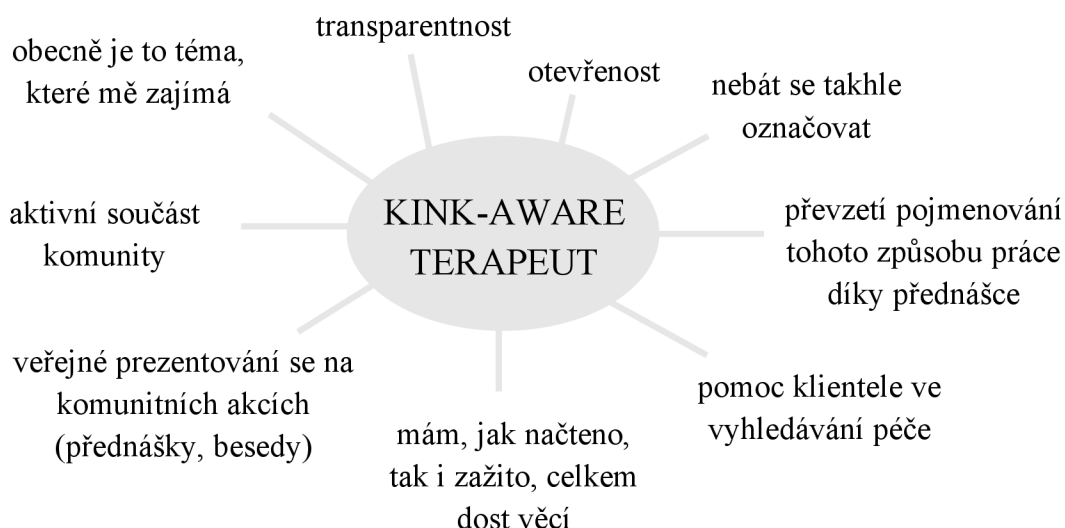 transparentnost
obecně je to téma,
které mě zajímá
otevřenost
nebát se takhle
označovat
aktivní součást
komunity
KINK-AWARE
TERAPEUT
převzetí pojmenování
tohoto způsobu práce
díky přednášce
veřejné prezentování se na
komunitních akcích
(přednášky, besedy)
mám, jak načteno,
tak i zažito, celkem
dost věcí
pomoc klientele ve
vyhledávání péče